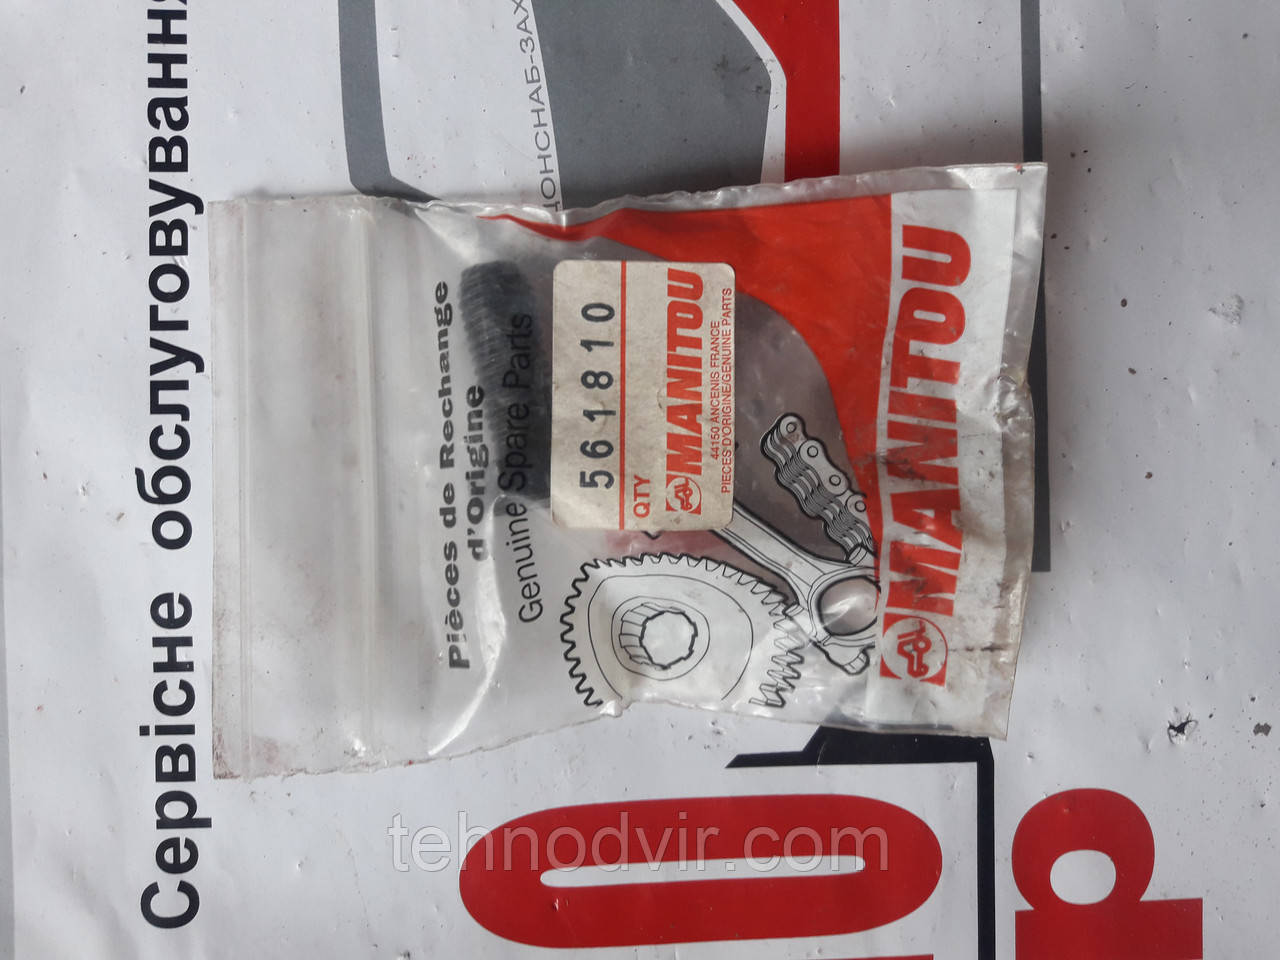 Сервісне обслуговування
ДОНСНАБ-ЗАХ
Pièces de Rechange
d'Origine
Genuine Spare Parts
561810
QTY
MANITOU
44150 ANCENIS FRANCE
PIECES D'ORIGINE/GENUINE PARTS
MANITOU
tehnodvir.com